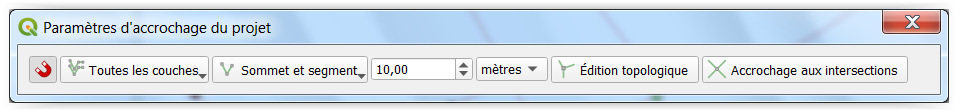 Paramètres d'accrochage du projet
Toutes les couches Sommet et segment 10,00 mètres Édition topologique Accrochage aux intersections